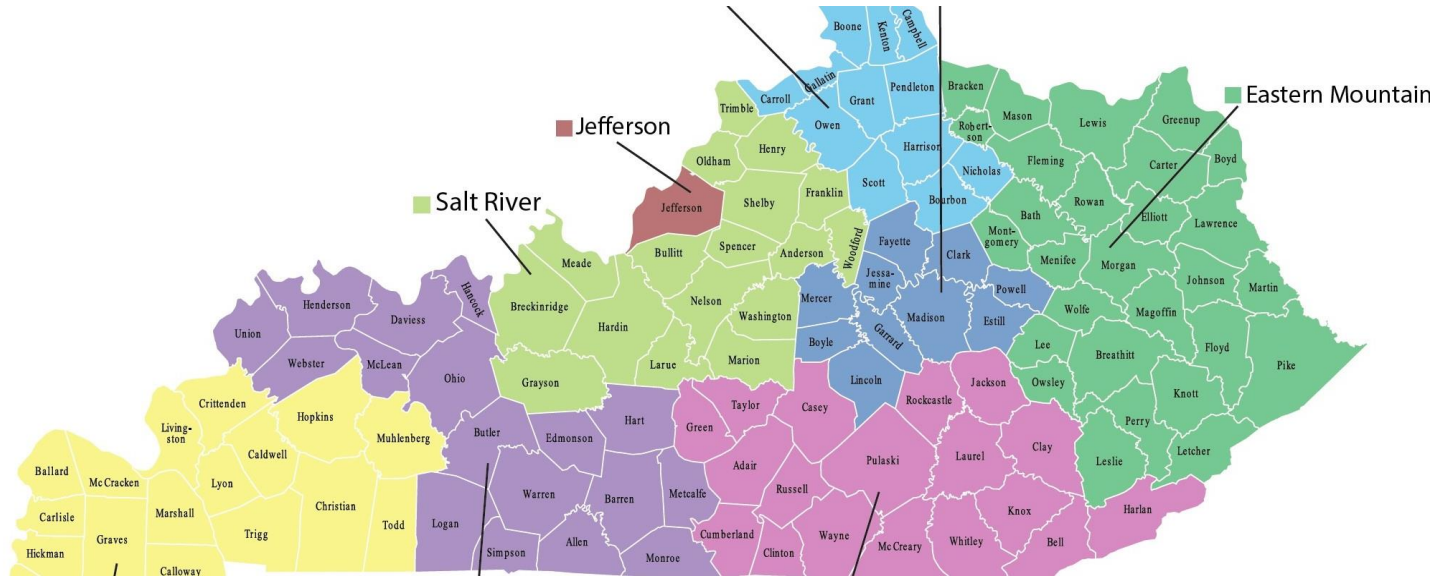 Boone
Kenton
Campbell
Gallatin
Carroll
Grant
Pendleton
Bracken
Mason
Lewis
Greenup
Eastern Mountain
Trimble
Owen
Robert-
son
Jefferson
Oldham
Henry
Harrison
Fleming
Carter
Boyd
Nicholas
Scott
Franklin
Shelby
Jefferson
Bourbon
Rowan
Bath
Elliott
Lawrence
Salt River
Woodford
Fayette
Clark
Mont-
gomery
Menifee
Morgan
Bullitt
Spencer
Anderson
Meade
Jessa-
mine
Powell
Johnson
Martin
Hancock
Breckinridge
Nelson
Mercer
Washington
Madison
Estill
Wolfe
Magoffin
Henderson
Daviess
Union
Hardin
Boyle
Garrard
Lee
Breathitt
Floyd
Webster
McLean
Larue
Marion
Pike
Ohio
Grayson
Lincoln
Jackson
Owsley
Knott
Crittenden
Hopkins
Taylor
Casey
Rockcastle
Perry
Living-
ston
Muhlenberg
Butler
Edmonson
Hart
Green
Clay
Letcher
Caldwell
Pulaski
Laurel
Leslie
Ballard
McCracken
Lyon
Adair
Russell
Warren
Barren
Metcalfe
Christian
Marshall
Carlisle
Trigg
Todd
Logan
Knox
Harlan
Graves
Hickman
Simpson
Allen
Monroe
Cumberland
Clinton
Wayne
McCreary
Whitley
Bell
Calloway